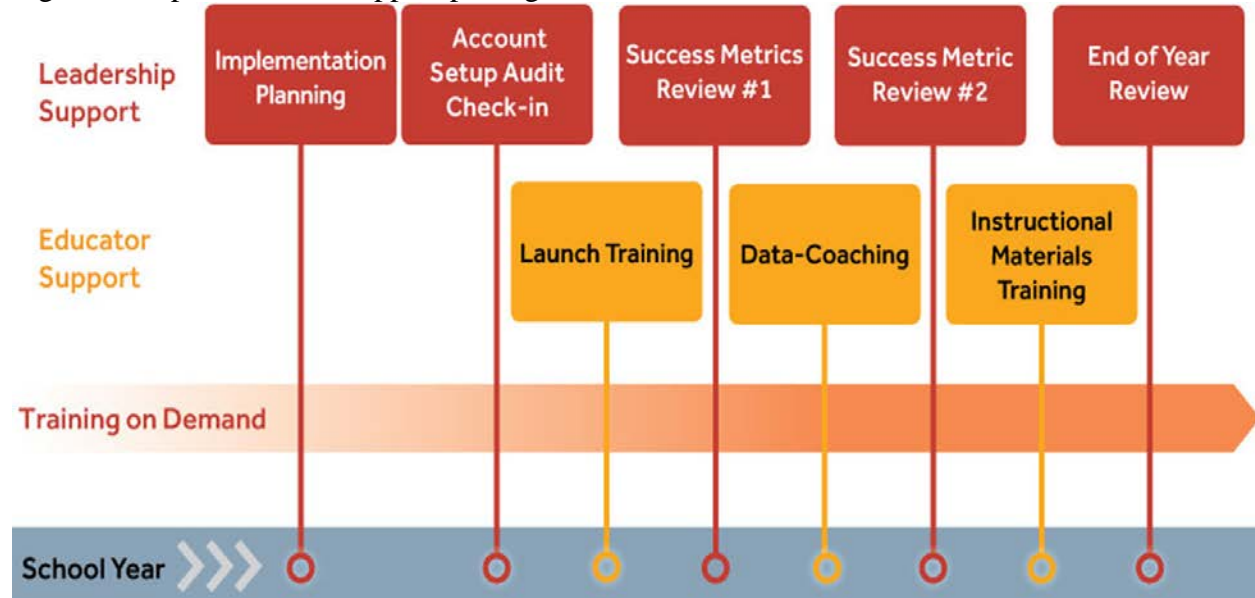 Leadership
Support
Implementation
Planning
Account
Setup Audit
Check-in
Success Metrics
Review #1
Success Metric
Review #2
End of Year
Review
Educator
Support
Launch Training
Data-Coaching
Instructional
Materials
Training
Training on Demand
School Year